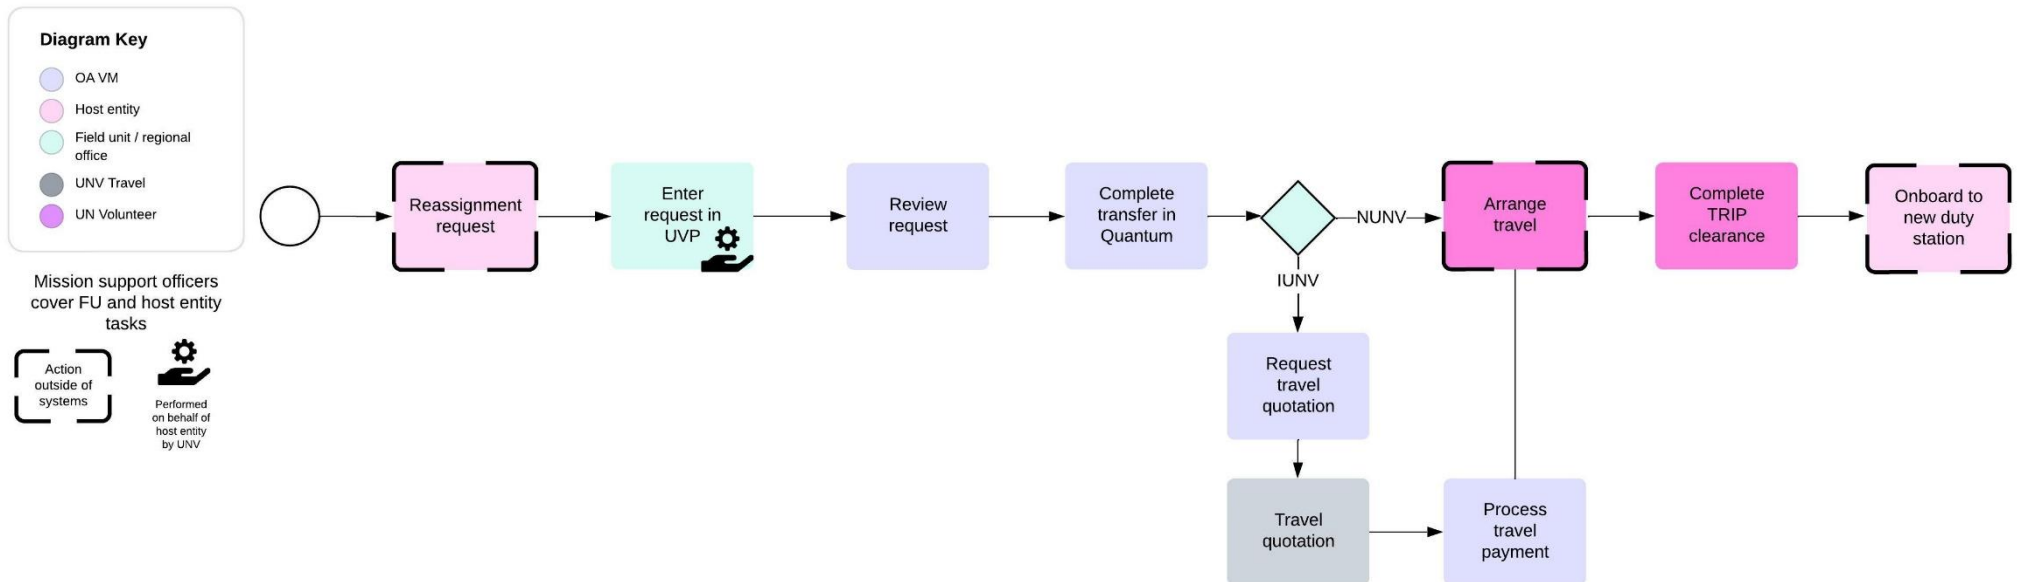 Diagram Key
OA VM
Host entity
Field unit / regional
office
UNV Travel
UN Volunteer
Mission support officers
cover FU and host entity
tasks
Action
outside of
systems
Performed
on behalf of
host entity
by UNV
Reassignment
request
Enter
request in
UVP
Review
request
Complete
transfer in
Quantum
NUNV
IUNV
Arrange
travel
Complete
TRIP
clearance
Onboard to
new duty
station
Request
travel
quotation
Travel
quotation
Process
travel
payment